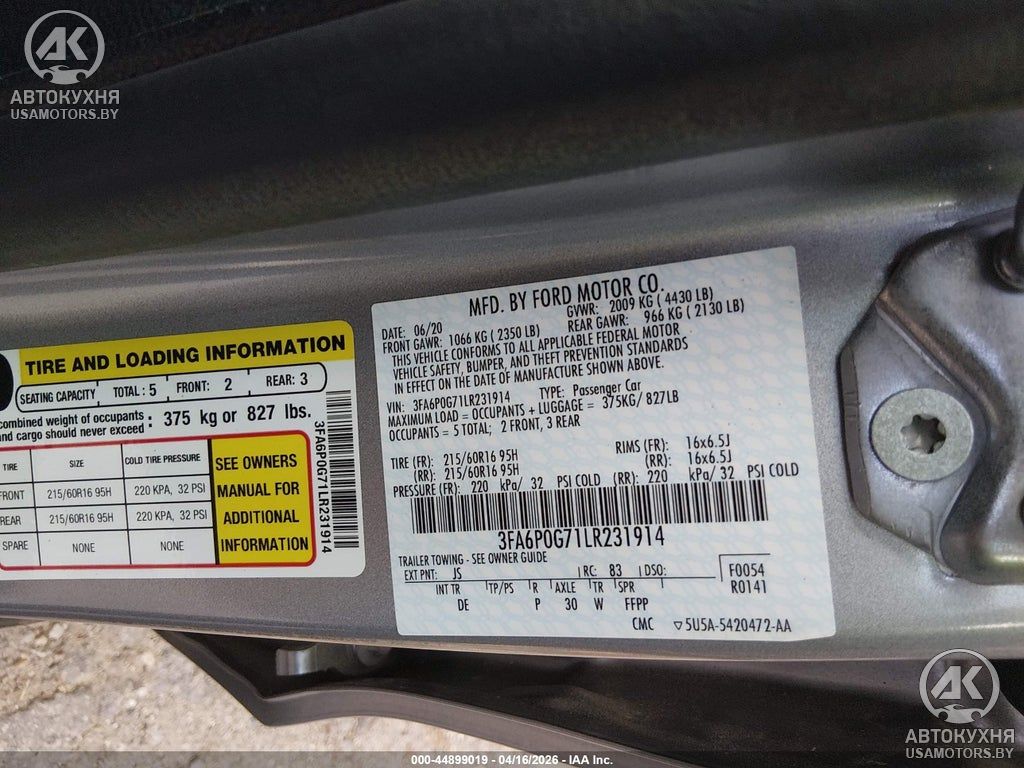 AK
АВТОКУХНЯ
USAMOTORS.BY
TIRE AND LOADING INFORMATION
SEATING CAPACITY TOTAL : 5 FRONT: 2 REAR: 3
combined weight of occupants and cargo should never exceed : 375 kg or 827 lbs.
TIRE SIZE COLD TIRE PRESSURE
FRONT 215/60R16 95H 220 KPA, 32 PSI
REAR 215/60R16 95H 220 KPA, 32 PSI
SPARE NONE NONE
SEE OWNERS
MANUAL FOR
ADDITIONAL
INFORMATION
3FA6P0G71LR231914
MFD. BY FORD MOTOR CO.
DATE: 06/20 GVWR: 2009 KG ( 4430 LB)
FRONT GAWR: 1066 KG ( 2350 LB) REAR GAWR: 966 KG ( 2130 LB)
THIS VEHICLE CONFORMS TO ALL APPLICABLE FEDERAL MOTOR
VEHICLE SAFETY, BUMPER, AND THEFT PREVENTION STANDARDS
IN EFFECT ON THE DATE OF MANUFACTURE SHOWN ABOVE.
VIN: 3FA6P0G71LR231914 TYPE: Passenger Car
MAXIMUM LOAD = OCCUPANTS + LUGGAGE = 375KG/ 827LB
OCCUPANTS = 5 TOTAL; 2 FRONT, 3 REAR
TIRE (FR): 215/60R16 95H RIMS (FR): 16x6.5J
(RR): 215/60R16 95H (RR): 16x6.5J
PRESSURE (FR): 220 kPa/ 32 PSI COLD (RR): 220 kPa/ 32 PSI COLD
3FA6P0G71LR231914
TRAILER TOWING - SEE OWNER GUIDE
EXT PNT: JS RC: 83 DSO: F0054
R0141
INT TR TP/PS R AXLE TR SPR
DE P 30 W FFPP
CMC ▽5U5A-5420472-AA
AK
АВТОКУХНЯ
USAMOTORS.BY
000-44899019 - 04/16/2026 - IAA Inc.